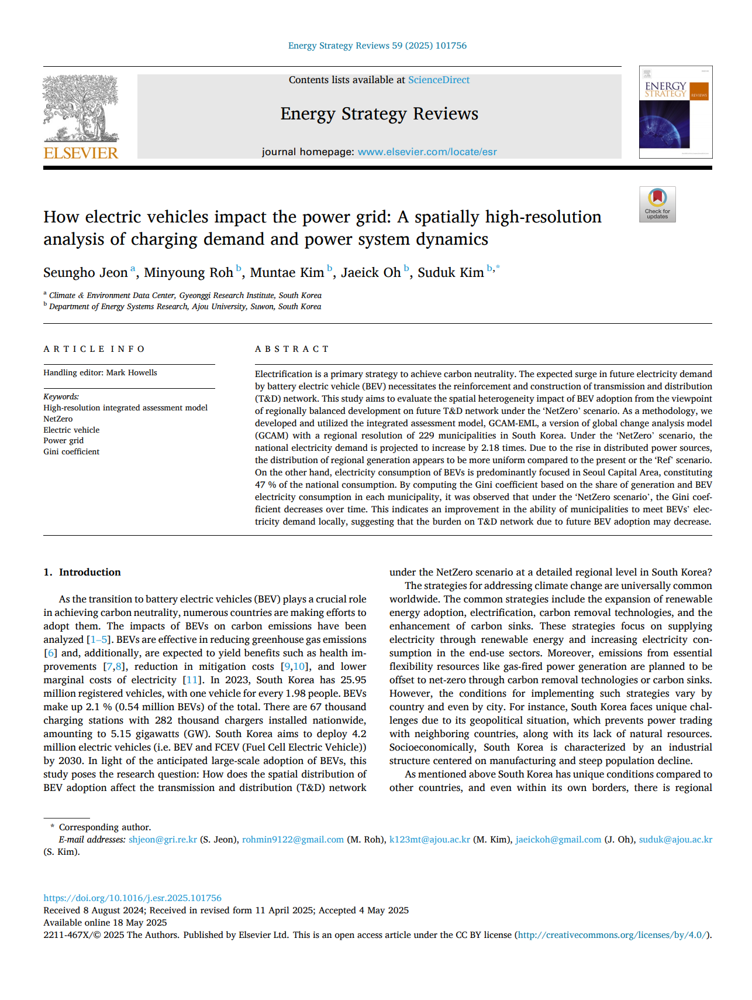 Energy Strategy Reviews 59 (2025) 101756
Contents lists available at ScienceDirect
Energy Strategy Reviews
journal homepage: www.elsevier.com/locate/esr
ELSEVIER
ENERGY
STRATEGY
REVIEWS
Check for
updates
How electric vehicles impact the power grid: A spatially high-resolution
analysis of charging demand and power system dynamics
Seungho Jeon a, Minyoung Roh b, Muntae Kim b, Jaeick Oh b, Suduk Kim b,*
a Climate & Environment Data Center, Gyeonggi Research Institute, South Korea
b Department of Energy Systems Research, Ajou University, Suwon, South Korea
ARTICLE INFO
Handling editor: Mark Howells
Keywords:
High-resolution integrated assessment model
NetZero
Electric vehicle
Power grid
Gini coefficient
ABSTRACT
Electrification is a primary strategy to achieve carbon neutrality. The expected surge in future electricity demand
by battery electric vehicle (BEV) necessitates the reinforcement and construction of transmission and distribution
(T&D) network. This study aims to evaluate the spatial heterogeneity impact of BEV adoption from the viewpoint
of regionally balanced development on future T&D network under the ‘NetZero’ scenario. As a methodology, we
developed and utilized the integrated assessment model, GCAM-EML, a version of global change analysis model
(GCAM) with a regional resolution of 229 municipalities in South Korea. Under the ‘NetZero’ scenario, the
national electricity demand is projected to increase by 2.18 times. Due to the rise in distributed power sources,
the distribution of regional generation appears to be more uniform compared to the present or the ‘Ref’ scenario.
On the other hand, electricity consumption of BEVs is predominantly focused in Seoul Capital Area, constituting
47 % of the national consumption. By computing the Gini coefficient based on the share of generation and BEV
electricity consumption in each municipality, it was observed that under the ‘NetZero scenario’, the Gini coef-
ficient decreases over time. This indicates an improvement in the ability of municipalities to meet BEVs’ elec-
tricity demand locally, suggesting that the burden on T&D network due to future BEV adoption may decrease.
1. Introduction
As the transition to battery electric vehicles (BEV) plays a crucial role
in achieving carbon neutrality, numerous countries are making efforts to
adopt them. The impacts of BEVs on carbon emissions have been
analyzed [1–5]. BEVs are effective in reducing greenhouse gas emissions
[6] and, additionally, are expected to yield benefits such as health im-
provements [7,8], reduction in mitigation costs [9,10], and lower
marginal costs of electricity [11]. In 2023, South Korea has 25.95
million registered vehicles, with one vehicle for every 1.98 people. BEVs
make up 2.1 % (0.54 million BEVs) of the total. There are 67 thousand
charging stations with 282 thousand chargers installed nationwide,
amounting to 5.15 gigawatts (GW). South Korea aims to deploy 4.2
million electric vehicles (i.e. BEV and FCEV (Fuel Cell Electric Vehicle))
by 2030. In light of the anticipated large-scale adoption of BEVs, this
study poses the research question: How does the spatial distribution of
BEV adoption affect the transmission and distribution (T&D) network
under the NetZero scenario at a detailed regional level in South Korea?
The strategies for addressing climate change are universally common
worldwide. The common strategies include the expansion of renewable
energy adoption, electrification, carbon removal technologies, and the
enhancement of carbon sinks. These strategies focus on supplying
electricity through renewable energy and increasing electricity con-
sumption in the end-use sectors. Moreover, emissions from essential
flexibility resources like gas-fired power generation are planned to be
offset to net-zero through carbon removal technologies or carbon sinks.
However, the conditions for implementing such strategies vary by
country and even by city. For instance, South Korea faces unique chal-
lenges due to its geopolitical situation, which prevents power trading
with neighboring countries, along with its lack of natural resources.
Socioeconomically, South Korea is characterized by an industrial
structure centered on manufacturing and steep population decline.
As mentioned above South Korea has unique conditions compared to
other countries, and even within its own borders, there is regional
* Corresponding author.
E-mail addresses: shjeon@gri.re.kr (S. Jeon), rohmin9122@gmail.com (M. Roh), k123mt@ajou.ac.kr (M. Kim), jaeickoh@gmail.com (J. Oh), suduk@ajou.ac.kr
(S. Kim).
https://doi.org/10.1016/j.esr.2025.101756
Received 8 August 2024; Received in revised form 11 April 2025; Accepted 4 May 2025
Available online 18 May 2025
2211-467X/© 2025 The Authors. Published by Elsevier Ltd. This is an open access article under the CC BY license (http://creativecommons.org/licenses/by/4.0/).